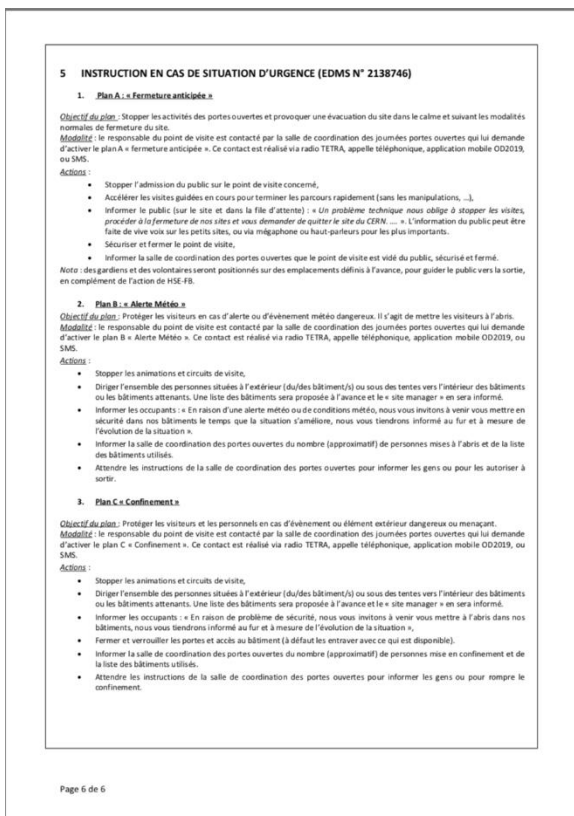 5 INSTRUCTION EN CAS DE SITUATION D'URGENCE (EDMS N° 2138746)
1. Plan A : « Fermeture anticipée »
Objectif du plan : Stopper les activités des portes ouvertes et provoquer une évacuation du site dans le calme et suivant les modalités
normales de fermeture du site.
Modalité : le responsable du point de visite est contacté par la salle de coordination des journées portes ouvertes qui lui demande
d'activer le plan A « fermeture anticipée ». Ce contact est réalisé via radio TETRA, appelle téléphonique, application mobile OD2019,
ou SMS.
Actions :
• Stopper l'admission du public sur le point de visite concerné,
• Accélérer les visites guidées en cours pour terminer les parcours rapidement (sans les manipulations, …),
• Informer le public (sur le site et dans la file d'attente) : « Un problème technique nous oblige à stopper les visites,
procéder à la fermeture de nos sites et vous demander de quitter le site du CERN. …. ». L'information du public peut être
faite de vive voix sur les petits sites, ou via mégaphone ou haut-parleurs pour les plus importants.
• Sécuriser et fermer le point de visite,
• Informer la salle de coordination des portes ouvertes que le point de visite est vidé du public, sécurisé et fermé.
Nota : des gardiens et des volontaires seront positionnés sur des emplacements définis à l'avance, pour guider le public vers la sortie,
en complément de l'action de HSE-FB.
2. Plan B : « Alerte Météo »
Objectif du plan : Protéger les visiteurs en cas d'alerte ou d'évènement météo dangereux. Il s'agit de mettre les visiteurs à l'abris.
Modalité : le responsable du point de visite est contacté par la salle de coordination des journées portes ouvertes qui lui demande
d'activer le plan B « Alerte Météo ». Ce contact est réalisé via radio TETRA, appelle téléphonique, application mobile OD2019, ou
SMS.
Actions :
• Stopper les animations et circuits de visite,
• Diriger l'ensemble des personnes situées à l'extérieur (du/des bâtiment/s) ou sous des tentes vers l'intérieur des bâtiments
ou les bâtiments attenants. Une liste des bâtiments sera proposée à l'avance et le « site manager » en sera informé.
• Informer les occupants : « En raison d'une alerte météo ou de conditions météo, nous vous invitons à venir vous mettre en
sécurité dans nos bâtiments le temps que la situation s'améliore, nous vous tiendrons informé au fur et à mesure de
l'évolution de la situation ».
• Informer la salle de coordination des portes ouvertes du nombre (approximatif) de personnes mises à l'abris et de la liste
des bâtiments utilisés.
• Attendre les instructions de la salle de coordination des portes ouvertes pour informer les gens ou pour les autoriser à
sortir.
3. Plan C « Confinement »
Objectif du plan : Protéger les visiteurs et les personnels en cas d'évènement ou élément extérieur dangereux ou menaçant.
Modalité : le responsable du point de visite est contacté par la salle de coordination des journées portes ouvertes qui lui demande
d'activer le plan C « Confinement ». Ce contact est réalisé via radio TETRA, appelle téléphonique, application mobile OD2019, ou
SMS.
Actions :
• Stopper les animations et circuits de visite,
• Diriger l'ensemble des personnes situées à l'extérieur (du/des bâtiment/s) ou sous des tentes vers l'intérieur des bâtiments
ou les bâtiments attenants. Une liste des bâtiments sera proposée à l'avance et le « site manager » en sera informé.
• Informer les occupants : « En raison de problème de sécurité, nous vous invitons à venir vous mettre à l'abris dans nos
bâtiments, nous vous tiendrons informé au fur et à mesure de l'évolution de la situation »,
• Fermer et verrouiller les portes et accès au bâtiment (à défaut les entraver avec ce qui est disponible).
• Informer la salle de coordination des portes ouvertes du nombre (approximatif) de personnes mise en confinement et de
la liste des bâtiments utilisés.
• Attendre les instructions de la salle de coordination des portes ouvertes pour informer les gens ou pour rompre le
confinement.
Page 6 de 6